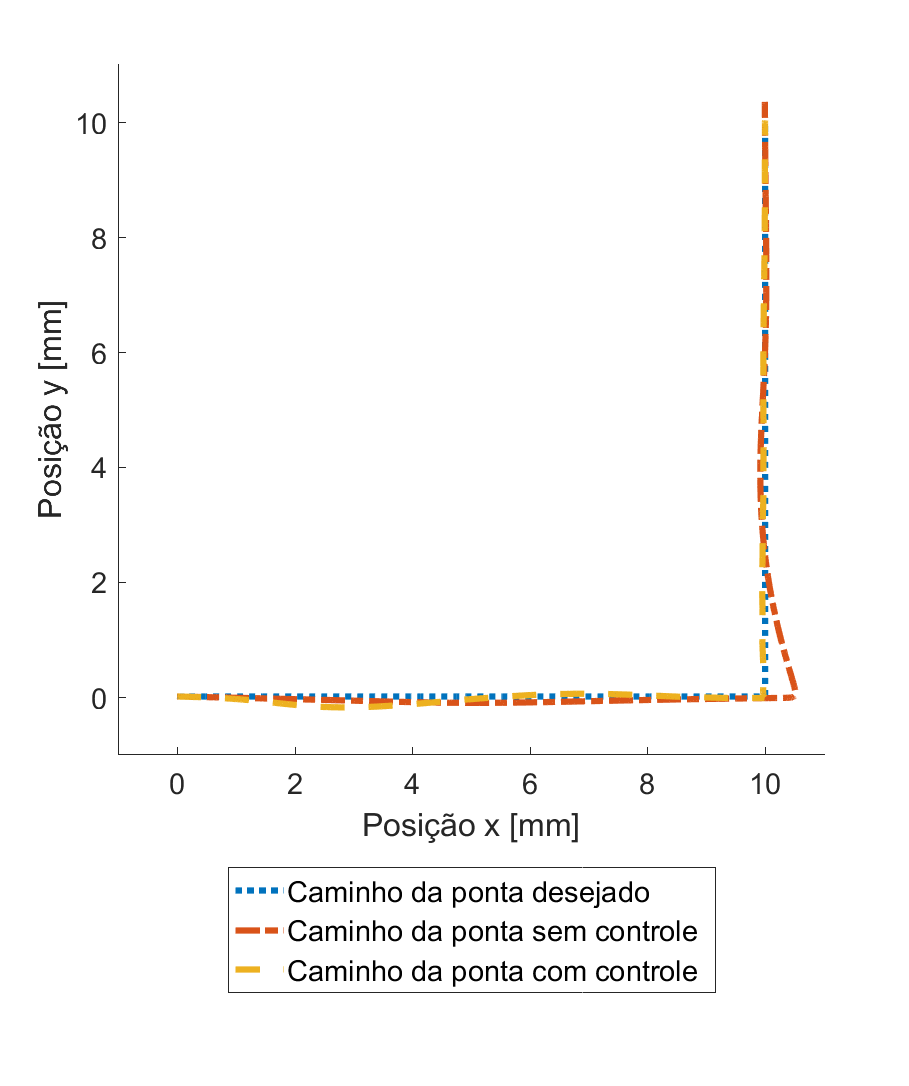 10
8
6
4
2
0
Posição y [mm]
0 2 4 6 8 10
Posição x [mm]
Caminho da ponta desejado
Caminho da ponta sem controle
Caminho da ponta com controle